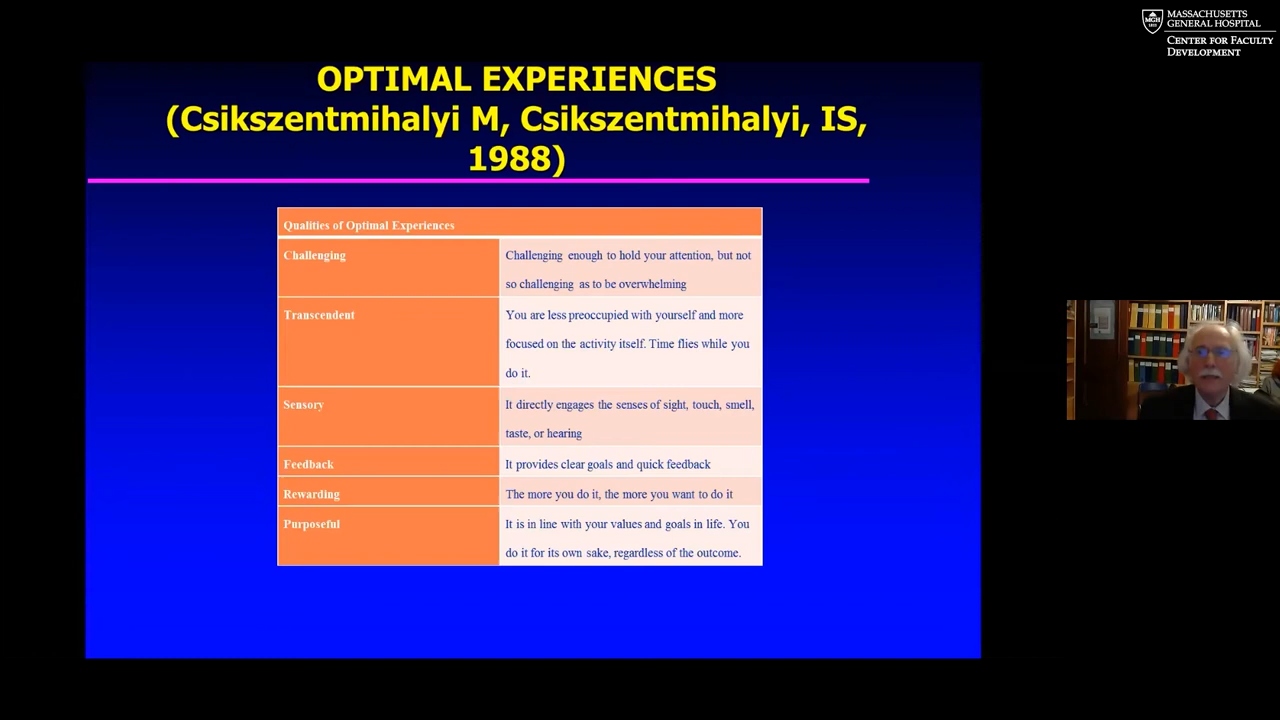 MASSACHUSETTS
GENERAL HOSPITAL
CENTER FOR FACULTY
DEVELOPMENT
MGH
1811
OPTIMAL EXPERIENCES
(Csikszentmihalyi M, Csikszentmihalyi, IS,
1988)
Qualities of Optimal Experiences
Challenging
Challenging enough to hold your attention, but not
so challenging as to be overwhelming
Transcendent
You are less preoccupied with yourself and more
focused on the activity itself. Time flies while you
do it.
Sensory
It directly engages the senses of sight, touch, smell,
taste, or hearing
Feedback
It provides clear goals and quick feedback
Rewarding
The more you do it, the more you want to do it
Purposeful
It is in line with your values and goals in life. You
do it for its own sake, regardless of the outcome.